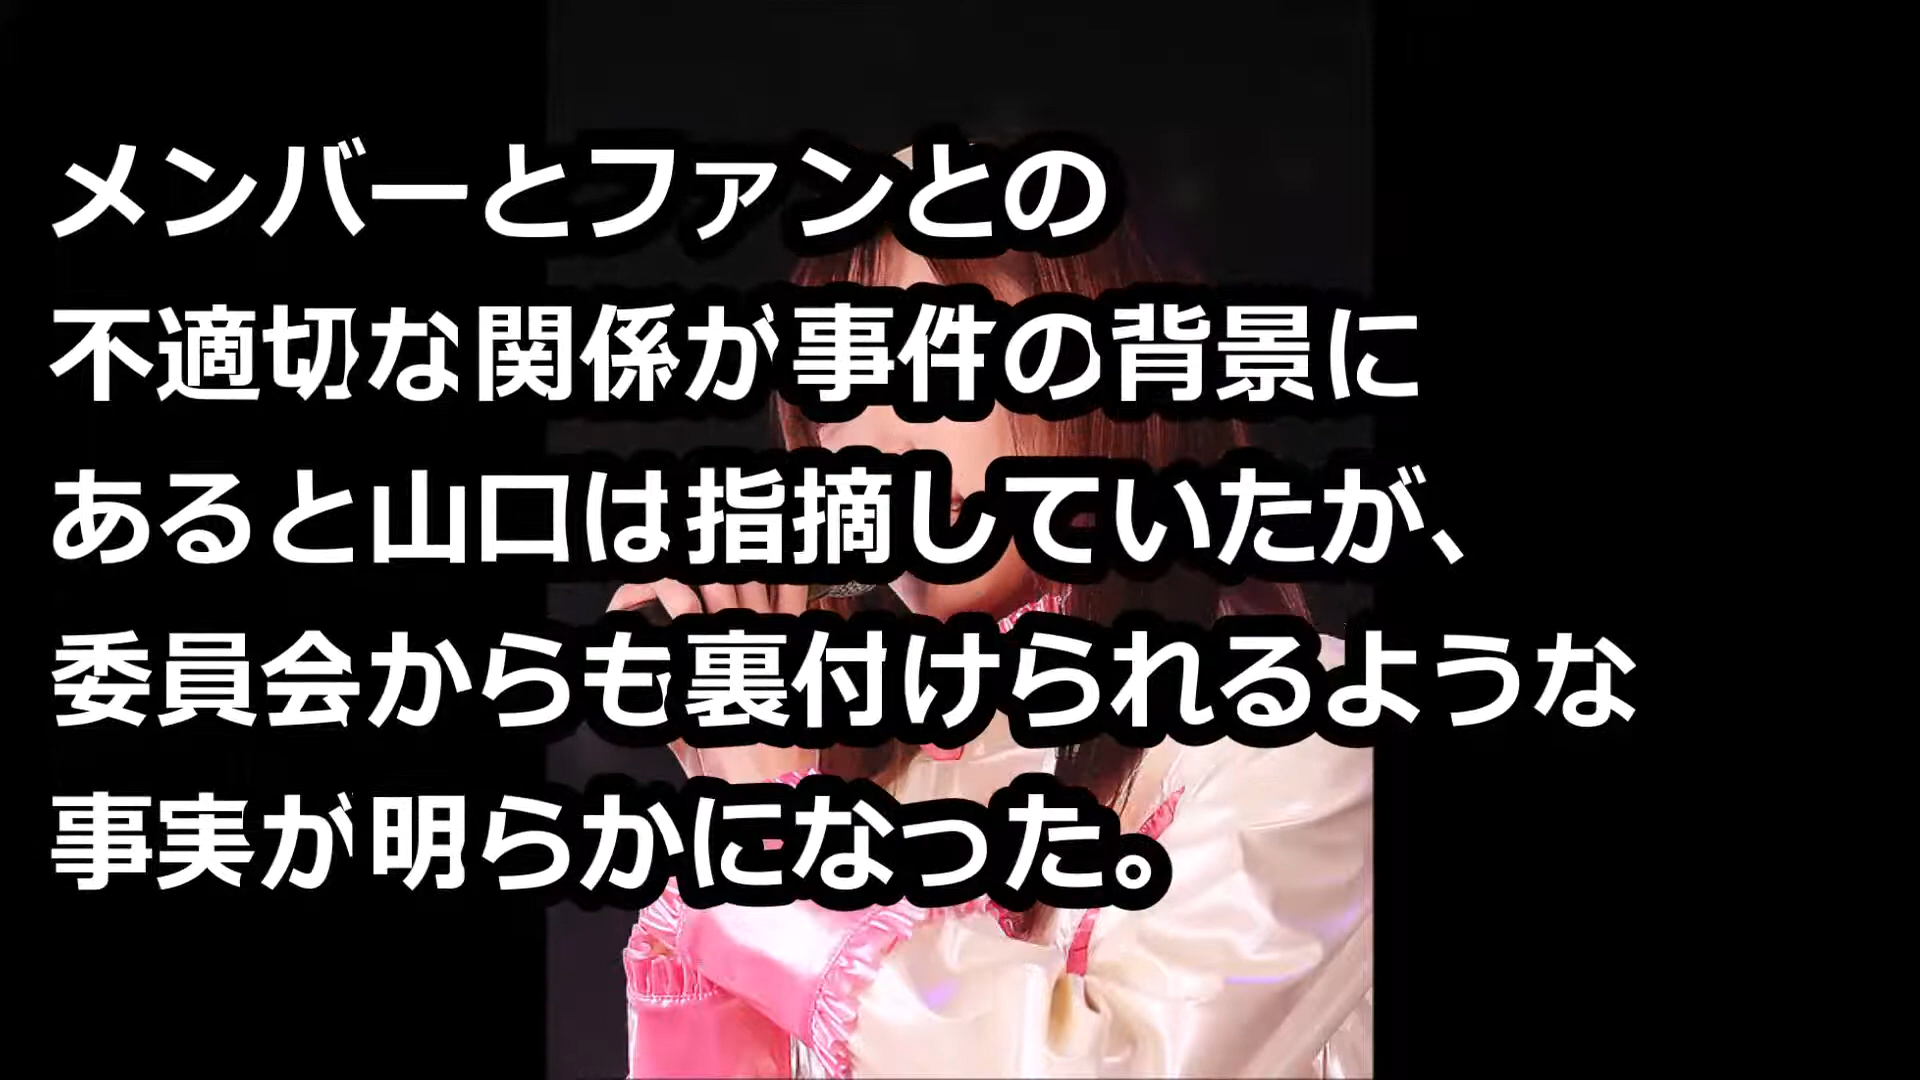 メンバーとファンとの
不適切な関係が事件の背景に
あると山口は指摘していたが、
委員会からも裏付けられるような
事実が明らかになった。